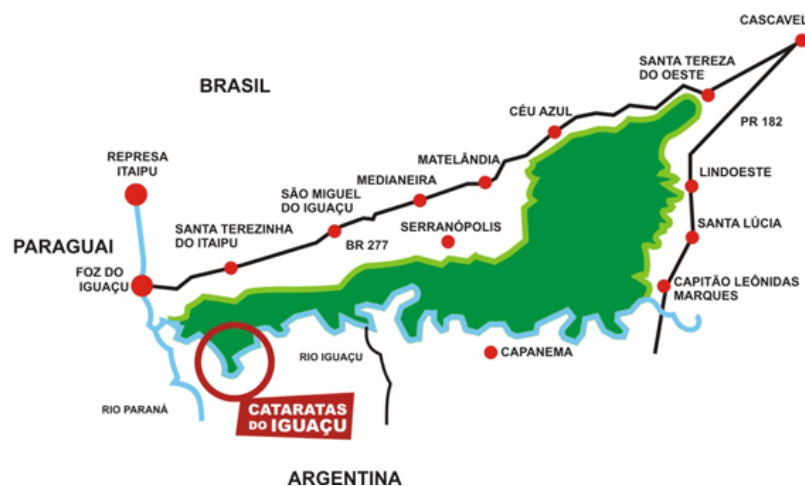 CASCAVEL
SANTA TEREZA
DO OESTE
BRASIL
CÉU AZUL
PR 182
REPRESA
ITAIPU
MATELÂNDIA
LINDOESTE
MEDIANEIRA
SÃO MIGUEL
DO IGUAÇU
SANTA TEREZINHA
DO ITAIPU
SERRANÓPOLIS
SANTA LÚCIA
PARAGUAI
BR 277
FOZ DO
IGUAÇU
CAPITÃO LEÔNIDAS
MARQUES
RIO IGUAÇU
CAPANEMA
RIO PARANÁ
CATARATAS
DO IGUAÇU
ARGENTINA